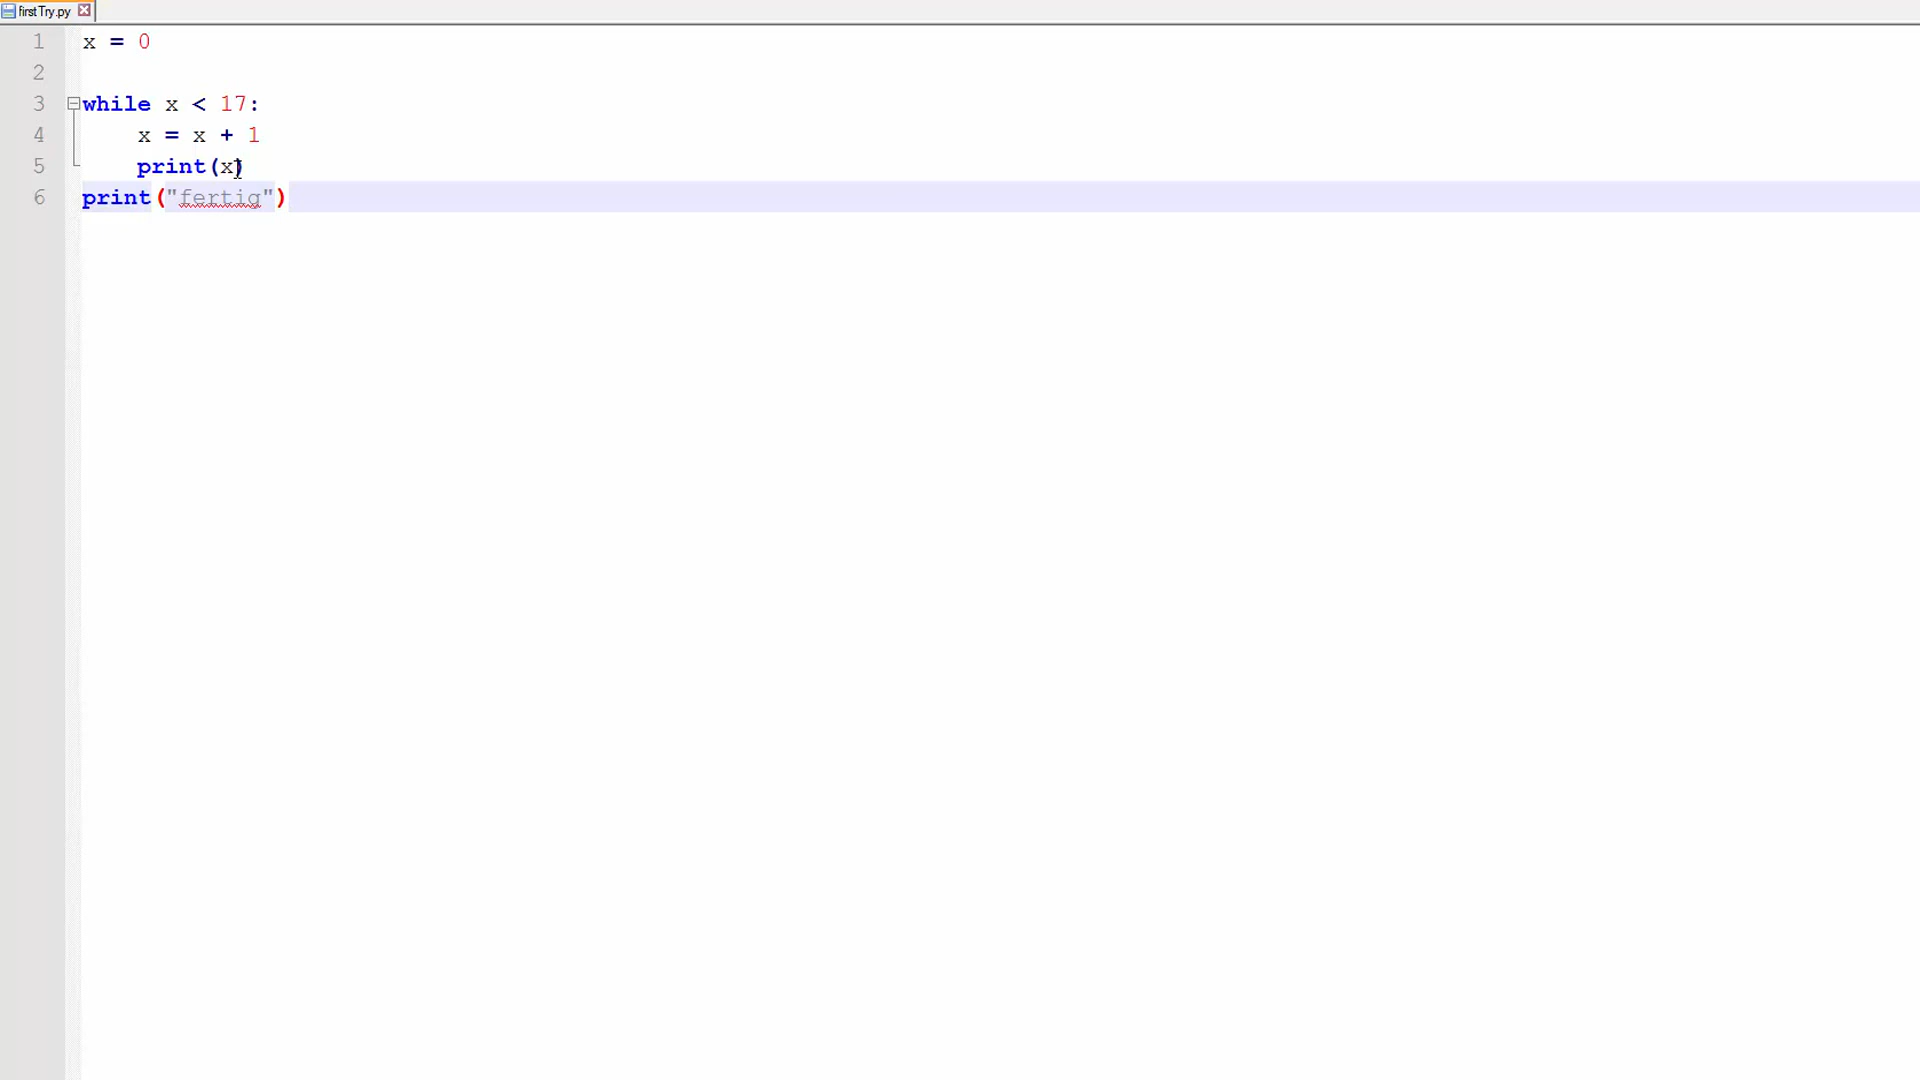 firstTry.py
1 x = 0
2
3 while x < 17:
4     x = x + 1
5     print(x)
6 print("fertig")